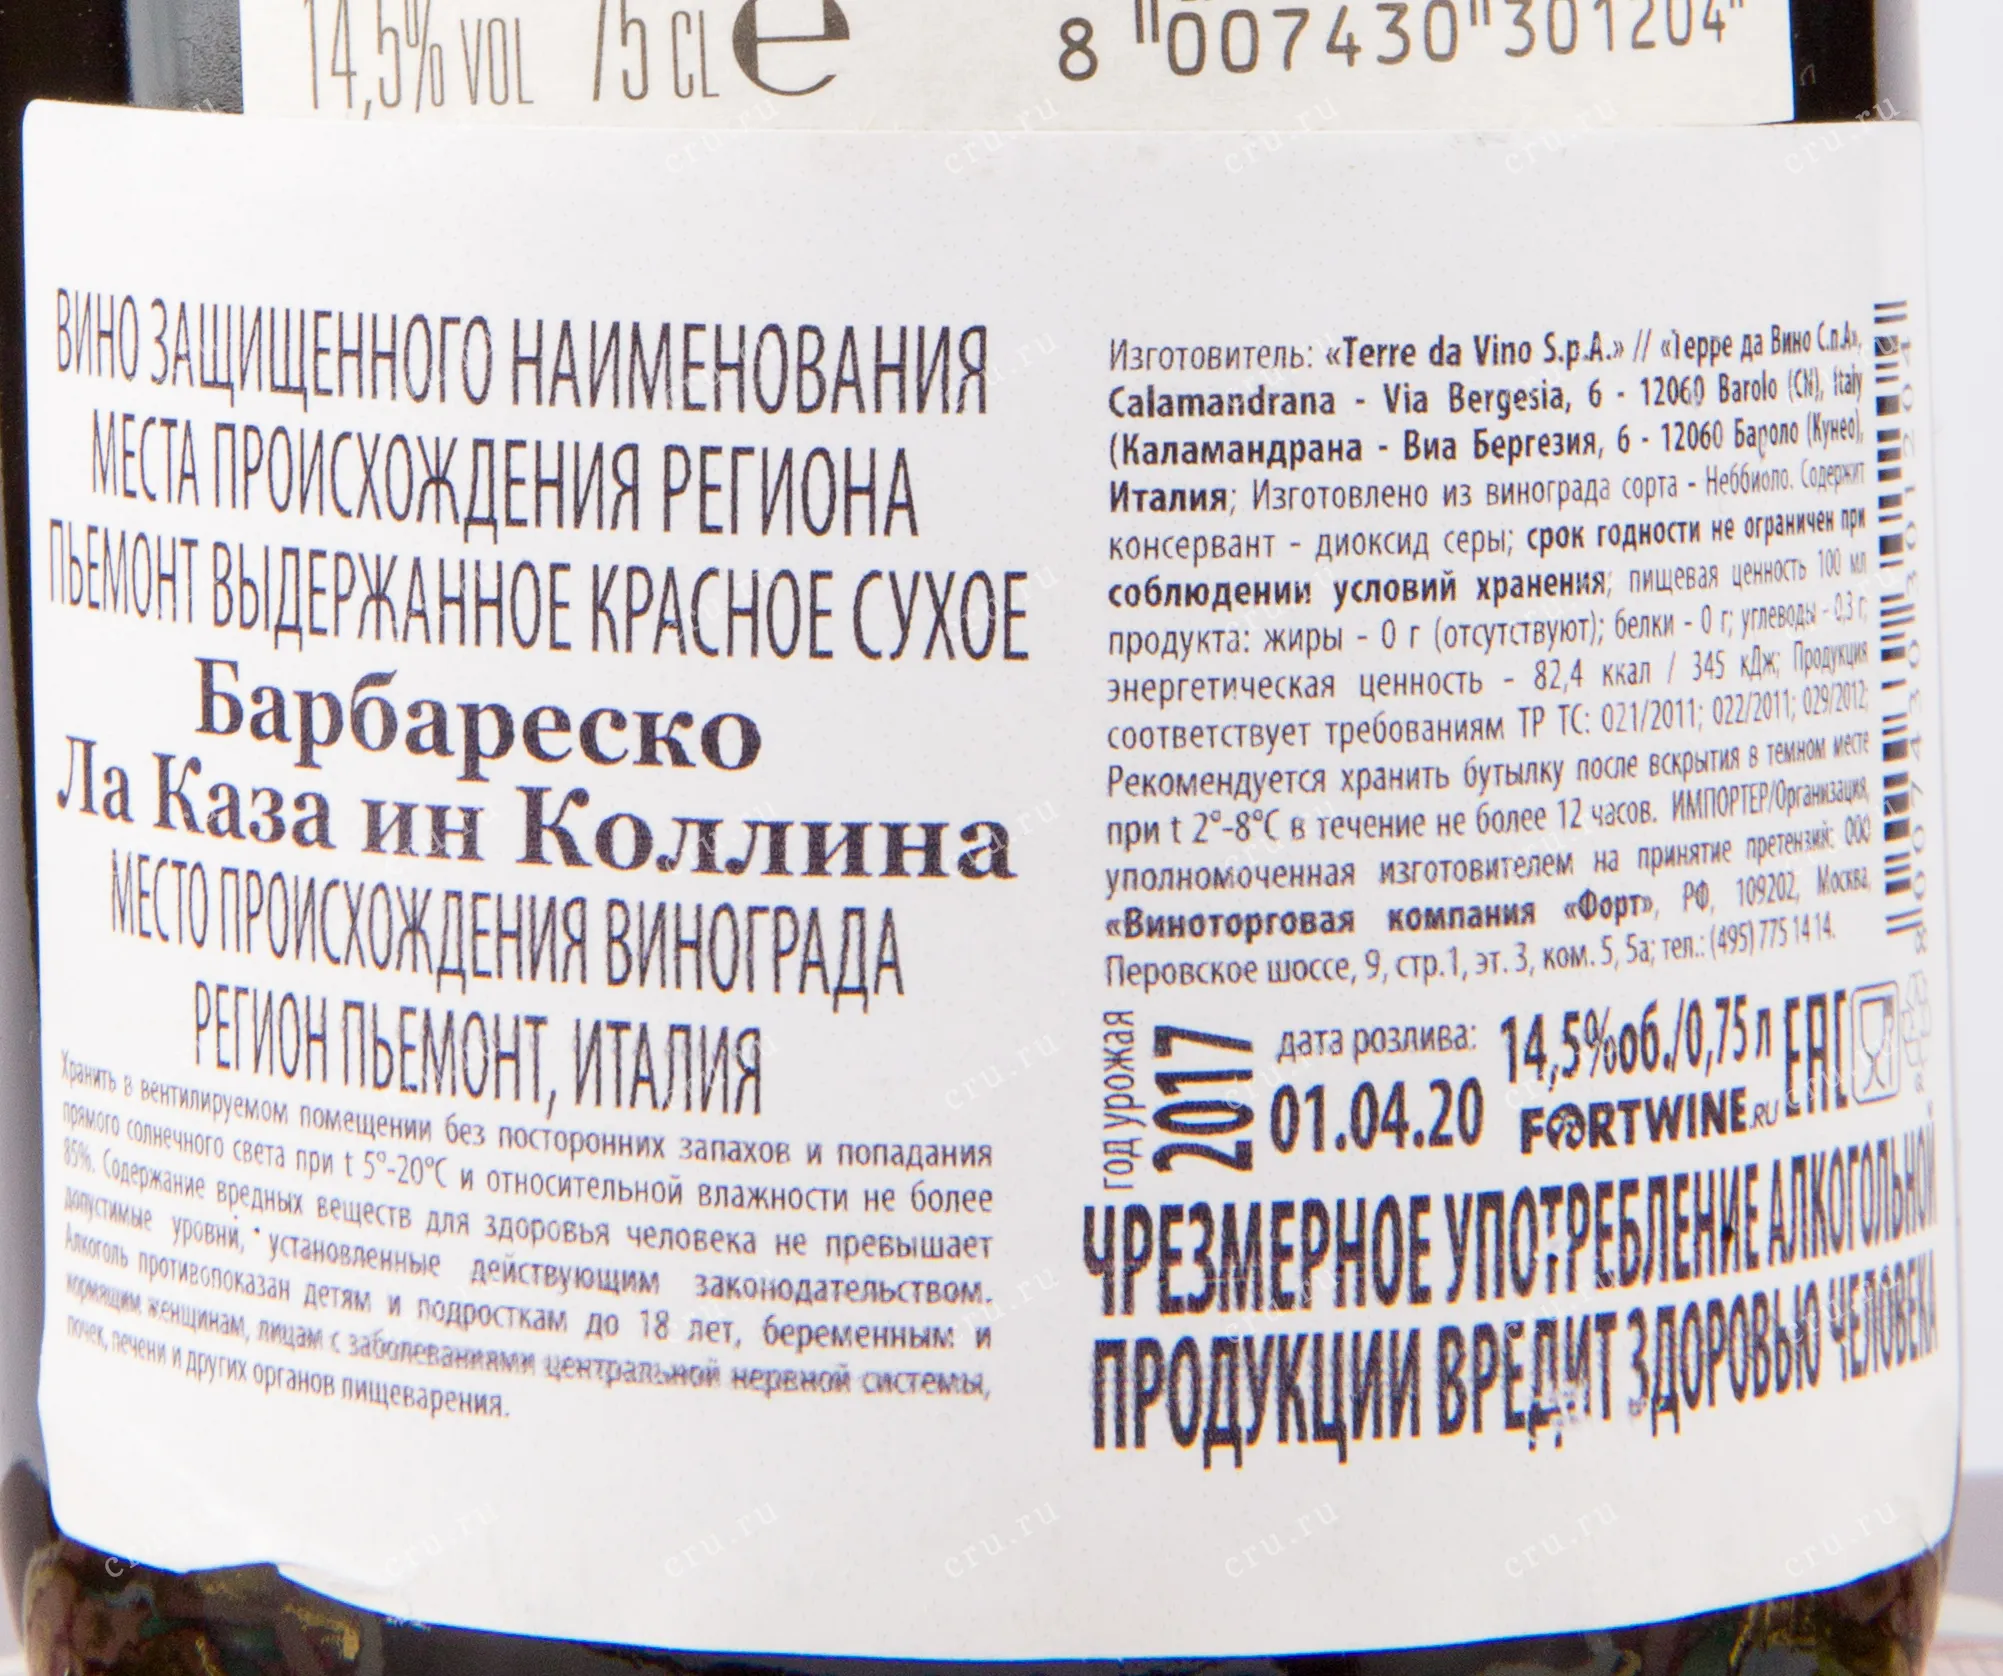 14,5% VOL 75 CL e
8 007430 301204
ВИНО ЗАЩИЩЕННОГО НАИМЕНОВАНИЯ
МЕСТА ПРОИСХОЖДЕНИЯ РЕГИОНА
ПЬЕМОНТ ВЫДЕРЖАННОЕ КРАСНОЕ СУХОЕ
Барбареско
Ла Каза ин Коллина
МЕСТО ПРОИСХОЖДЕНИЯ ВИНОГРАДА
РЕГИОН ПЬЕМОНТ, ИТАЛИЯ
Хранить в вентилируемом помещении без посторонних запахов и попадания
прямого солнечного света при t 5°-20°C и относительной влажности не более
85%. Содержание вредных веществ для здоровья человека не превышает
допустимые уровни, установленные действующим законодательством.
Алкоголь противопоказан детям и подросткам до 18 лет, беременным и
кормящим женщинам, лицам с заболеваниями центральной нервной системы,
почек, печени и других органов пищеварения.
Изготовитель: «Terre da Vino S.p.A.» // «Терре да Вино С.п.А»,
Calamandrana - Via Bergesia, 6 - 12060 Barolo (CN), Italy
(Каламандрана - Виа Бергезия, 6 - 12060 Бароло (Кунео),
Италия; Изготовлено из винограда сорта - Неббиоло. Содержит
консервант - диоксид серы; срок годности не ограничен при
соблюдении условий хранения; пищевая ценность 100 мл
продукта: жиры - 0 г (отсутствуют); белки - 0 г; углеводы - 0,3 г;
энергетическая ценность - 82,4 ккал / 345 кДж; Продукция
соответствует требованиям ТР ТС: 021/2011; 022/2011; 029/2012;
Рекомендуется хранить бутылку после вскрытия в темном месте
при t 2°-8°C в течение не более 12 часов. ИМПОРТЕР/Организация,
уполномоченная изготовителем на принятие претензий: ООО
«Виноторговая компания «Форт», РФ, 109202, Москва,
Перовское шоссе, 9, стр.1, эт. 3, ком. 5, 5а; тел.: (495) 775 14 14.
год урожая
2017
дата розлива:
01.04.20
14,5%об./0,75 л
FORTWINE.RU
EAC
ЧРЕЗМЕРНОЕ УПОТРЕБЛЕНИЕ АЛКОГОЛЬНОЙ
ПРОДУКЦИИ ВРЕДИТ ЗДОРОВЬЮ ЧЕЛОВЕКА
cru.ru